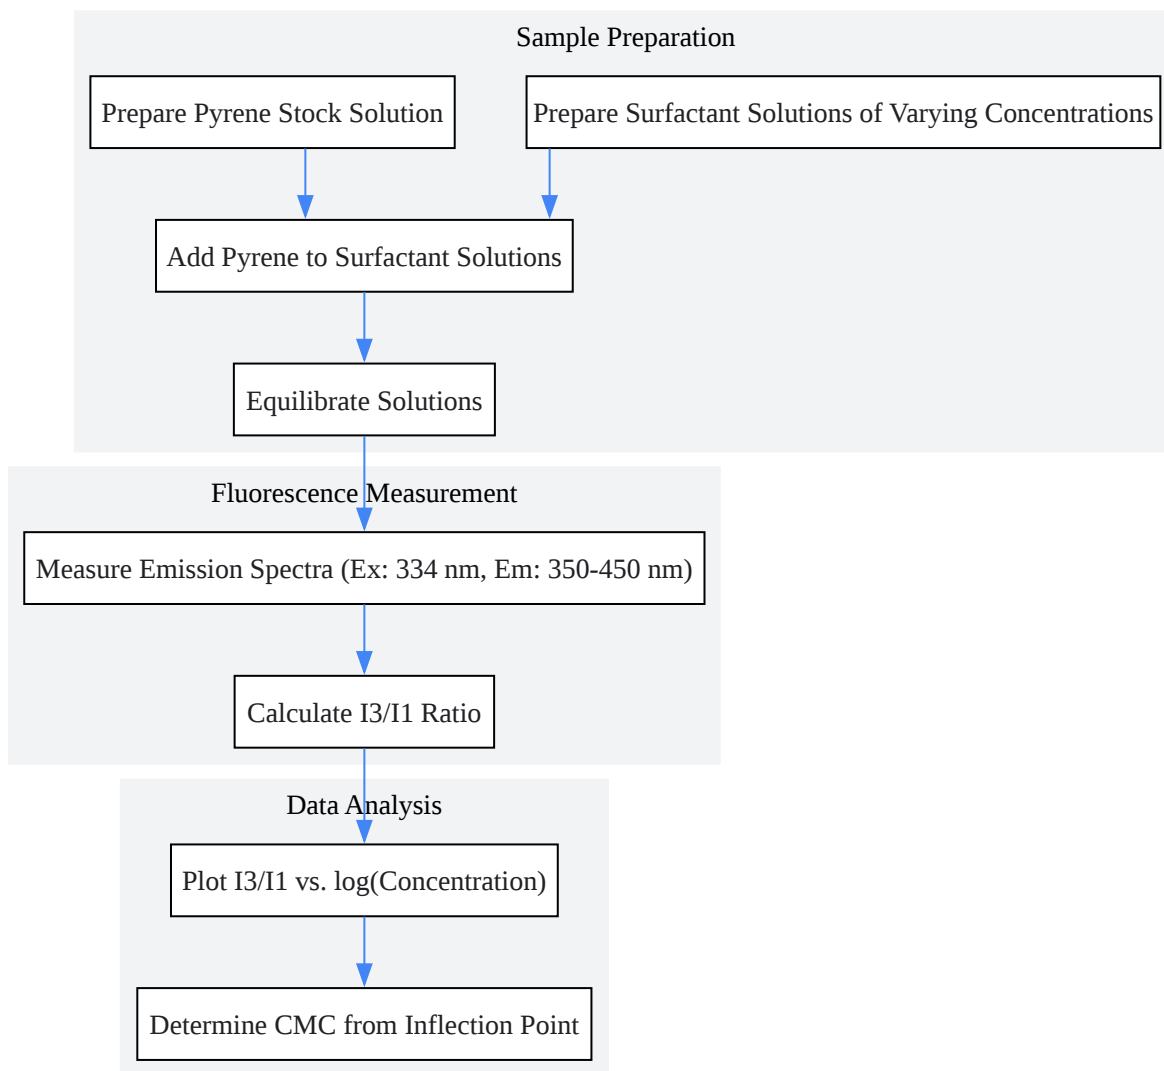 Sample Preparation
Prepare Pyrene Stock Solution
Prepare Surfactant Solutions of Varying Concentrations
Add Pyrene to Surfactant Solutions
Equilibrate Solutions
Fluorescence Measurement
Measure Emission Spectra (Ex: 334 nm, Em: 350-450 nm)
Calculate I3/I1 Ratio
Data Analysis
Plot I3/I1 vs. log(Concentration)
Determine CMC from Inflection Point